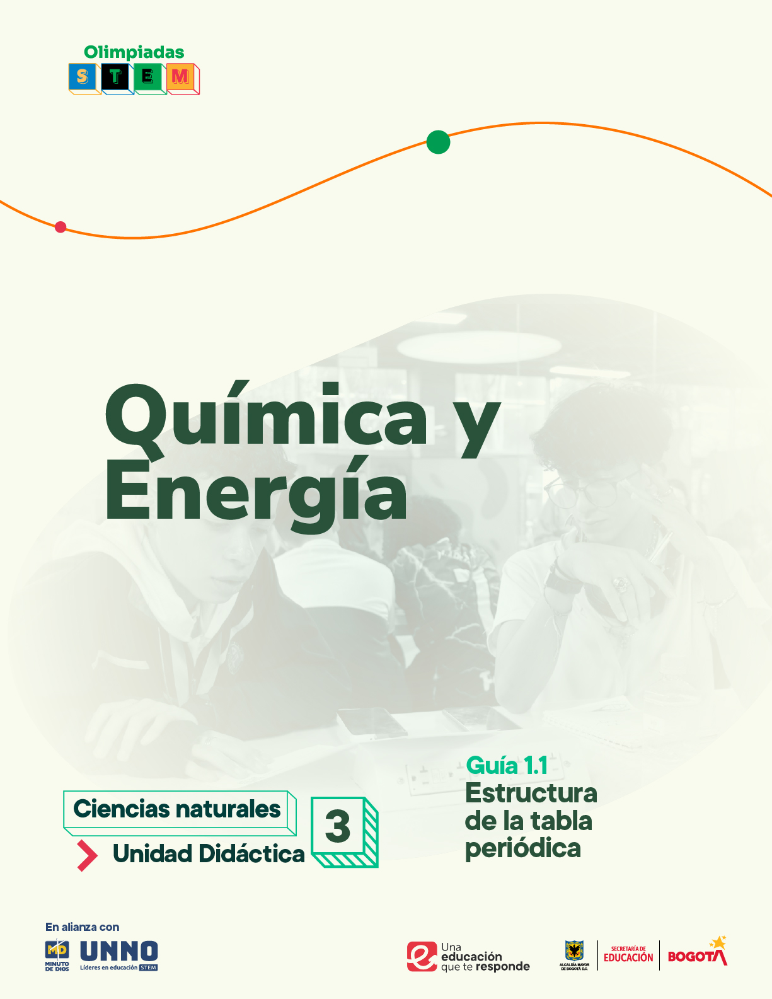 Olimpiadas
STEM
Química y
Energía
Guía 1.1
Estructura
de la tabla
periódica
Ciencias naturales
3
Unidad Didáctica
En alianza con
MD
MINUTO
DE DIOS
UNNO
Líderes en educación STEM
e
Una
educación
que te responde
ALCALDÍA MAYOR
DE BOGOTÁ D.C.
SECRETARÍA DE
EDUCACIÓN
BOGOTÁ